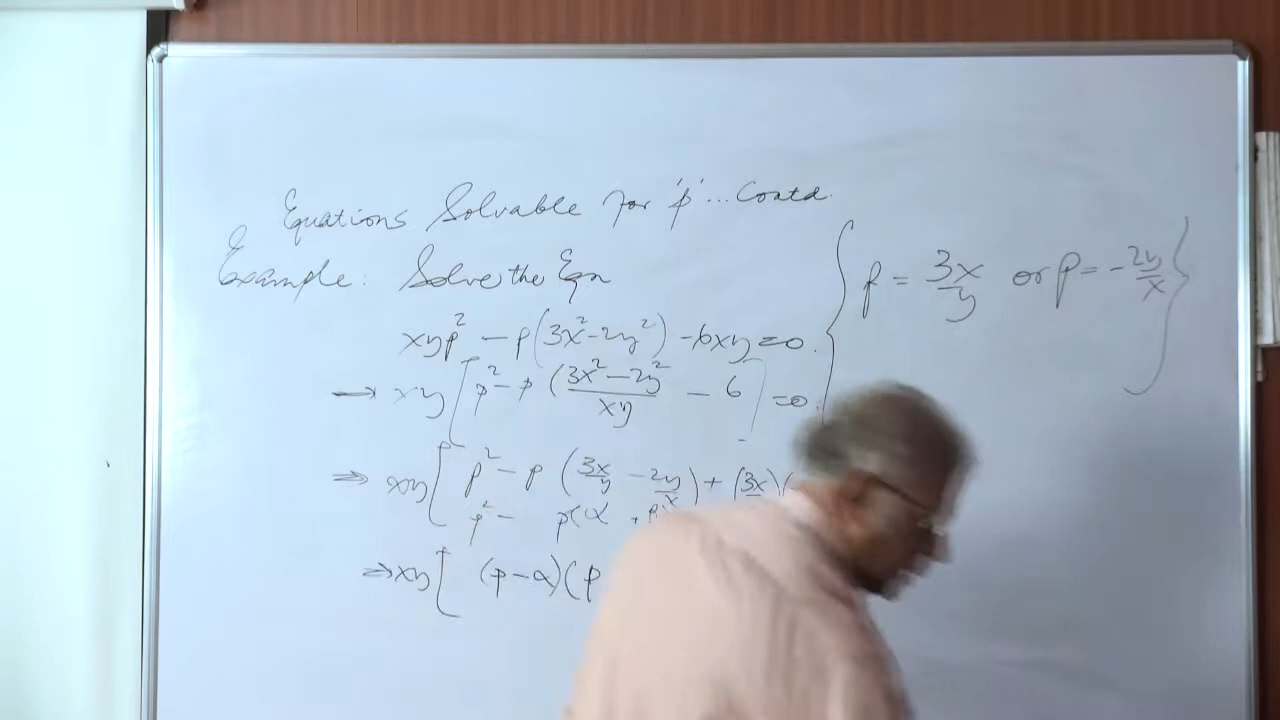 Equations Solvable for 'p' ... Contd.
Example: Solve the Eqn
xyp² - p(3x²-2y²) - 6xy = 0.
→ xy[p² - p (3x²-2y²/xy - 6] = 0.
⇒ xy[p² - p (3x/y - 2y/x) + (3x)(
p² - p(α + β
⇒ xy[ (p-α)(p
{p = 3x/y or p = -2y/x}